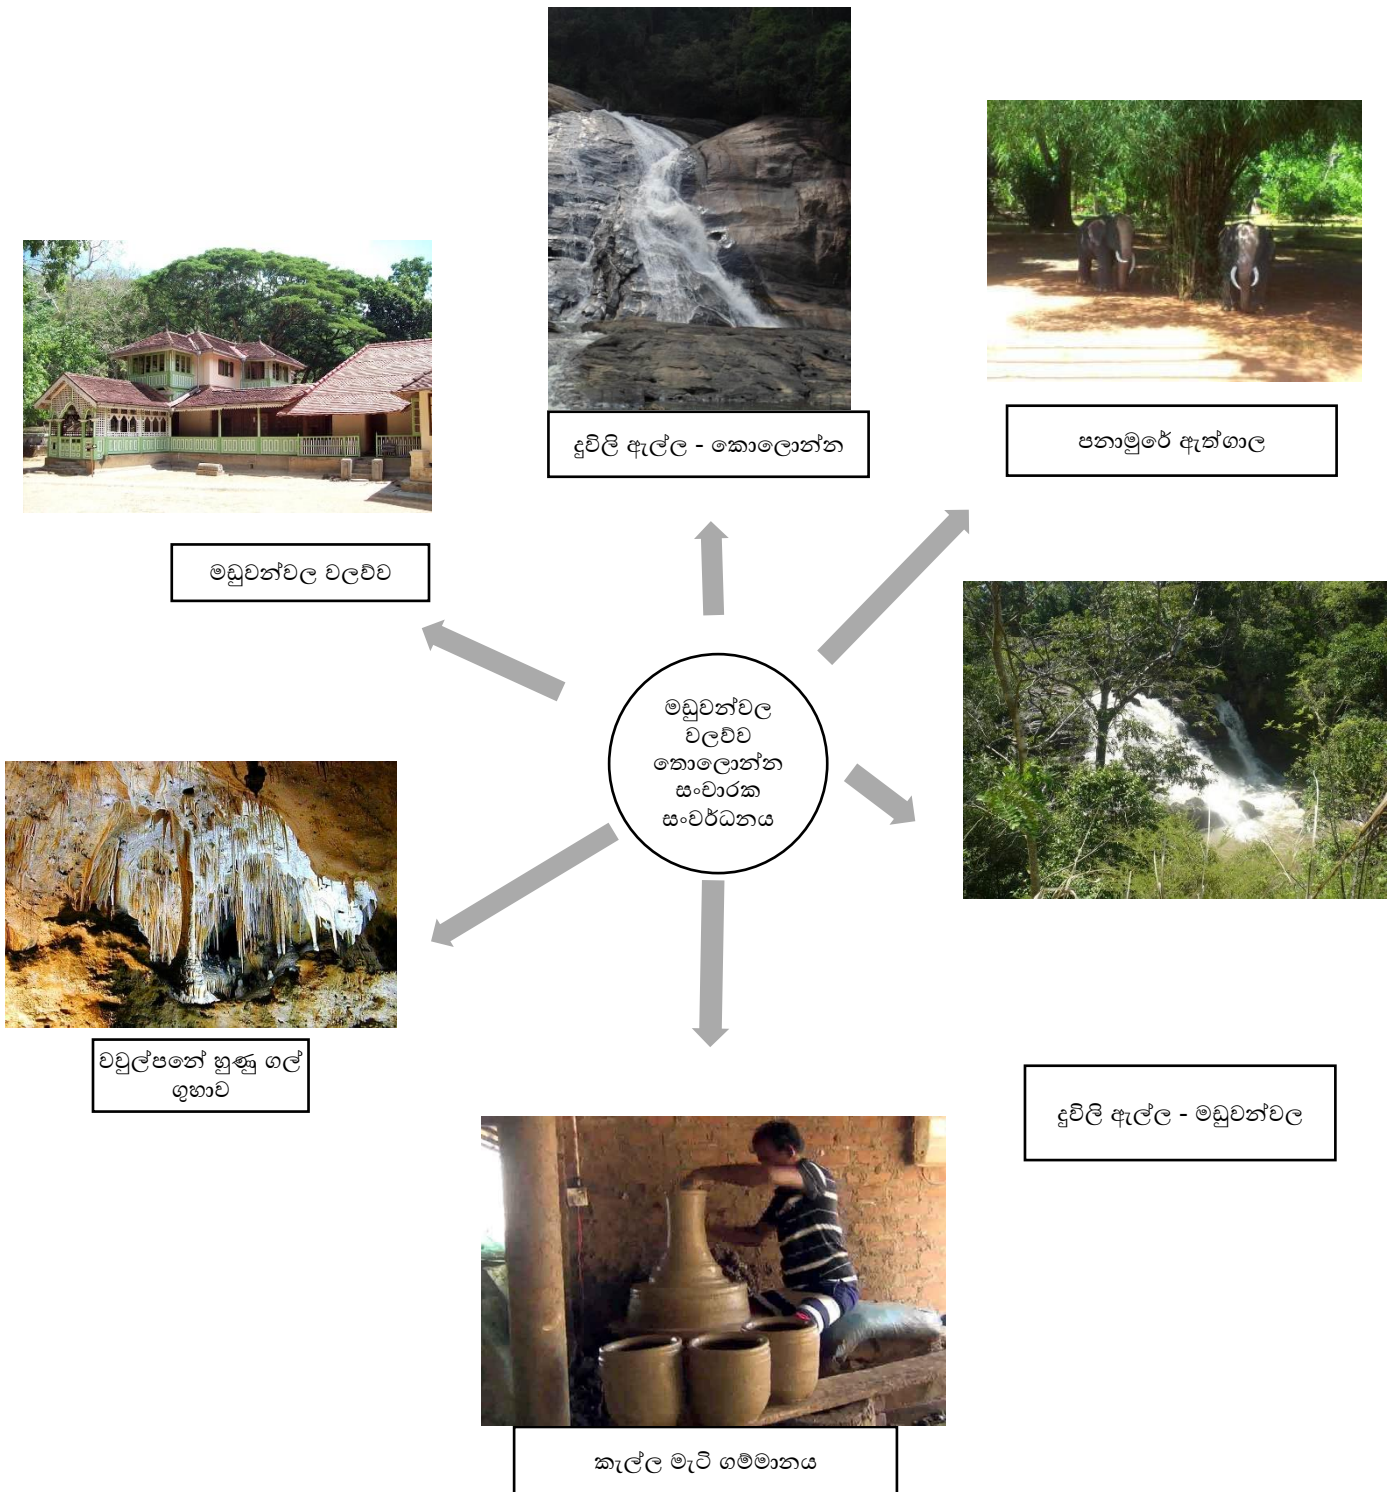 දුවිලි ඇල්ල - කොලොන්න
පනාමුරේ ඇත්ගාල
මඩුවන්වල වලව්ව
මඩුවන්වල
වලව්ව
තොලොන්න
සංචාරක
සංවර්ධනය
වවුල්පනේ හුණු ගල්
ගුහාව
දුවිලි ඇල්ල - මඩුවන්වල
කැල්ල මැටි ගම්මානය